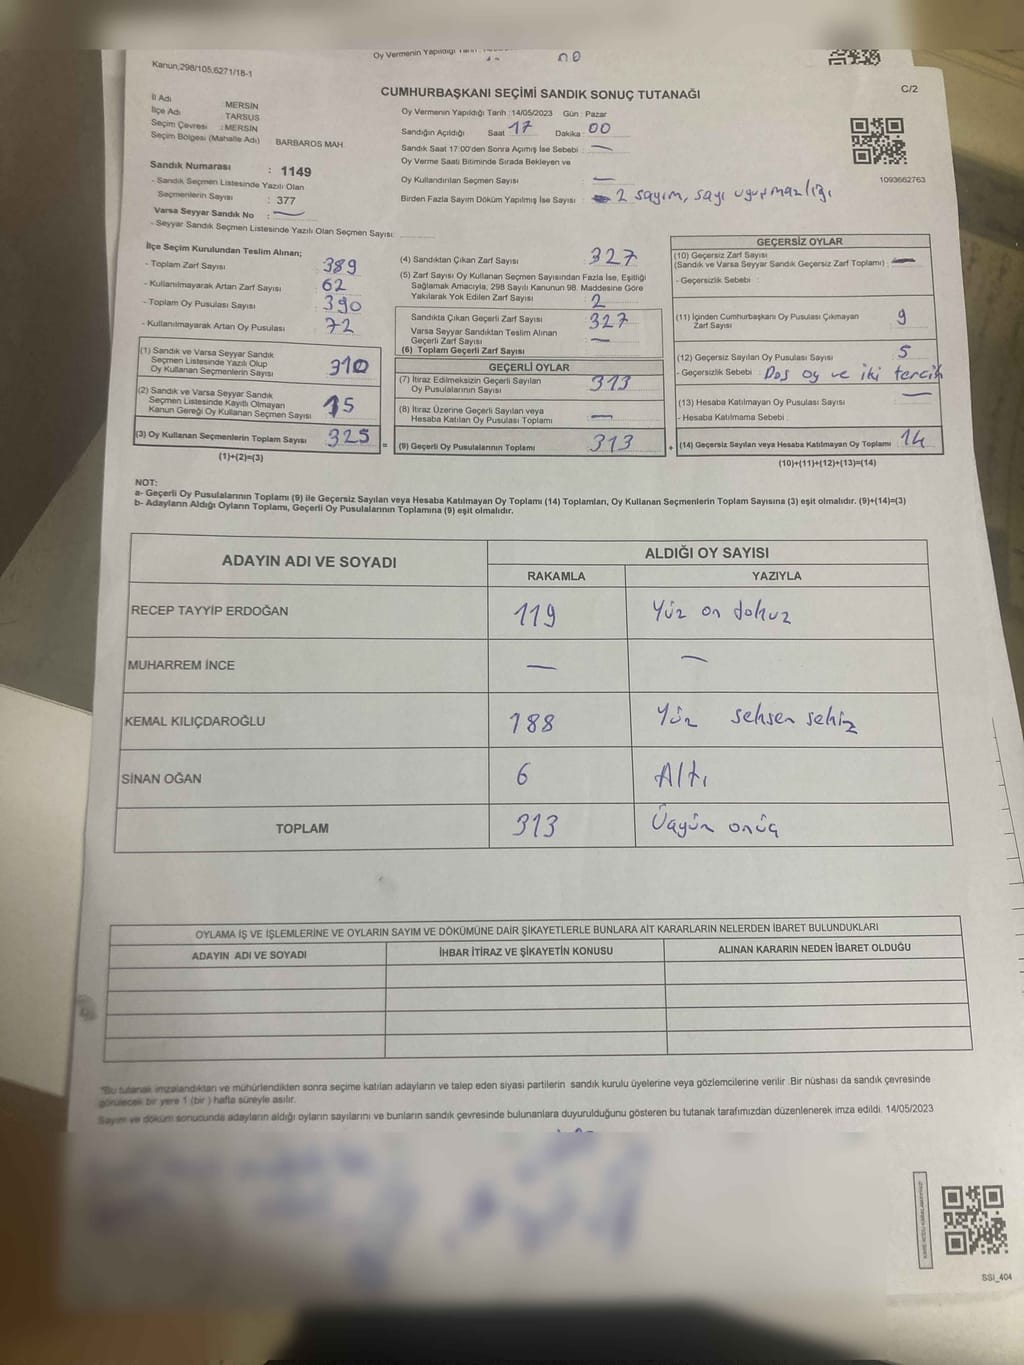 Oy Vermenin Yapıldığı Tarih
00
Kanun;298/105,6271/18-1
C/2
CUMHURBAŞKANI SEÇİMİ SANDIK SONUÇ TUTANAĞI
İl Adı : MERSİN
İlçe Adı : TARSUS
Seçim Çevresi : MERSİN
Seçim Bölgesi (Mahalle Adı) BARBAROS MAH.
Oy Vermenin Yapıldığı Tarih :14/05/2023 Gün : Pazar
Sandığın Açıldığı Saat 17 Dakika : 00
Sandık Saat 17:00'den Sonra Açımış İse Sebebi : —
Oy Verme Saati Bitiminde Sırada Bekleyen ve
Oy Kullandırılan Seçmen Sayısı : —
Birden Fazla Sayım Döküm Yapılmış İse Sayısı : 2 sayım, sayı uyuşmazlığı
1093662763
Sandık Numarası : 1149
- Sandık Seçmen Listesinde Yazılı Olan
Seçmenlerin Sayısı : 377
Varsa Seyyar Sandık No : —
- Seyyar Sandık Seçmen Listesinde Yazılı Olan Seçmen Sayısı:
İlçe Seçim Kurulundan Teslim Alınan;
- Toplam Zarf Sayısı 389
- Kullanılmayarak Artan Zarf Sayısı 62
- Toplam Oy Pusulası Sayısı 390
- Kullanılmayarak Artan Oy Pusulası 72
(1) Sandık ve Varsa Seyyar Sandık
Seçmen Listesinde Yazılı Olup
Oy Kullanan Seçmenlerin Sayısı 310
(2) Sandık ve Varsa Seyyar Sandık
Seçmen Listesinde Kayıtlı Olmayan
Kanun Gereği Oy Kullanan Seçmen Sayısı 15
(3) Oy Kullanan Seçmenlerin Toplam Sayısı 325
(1)+(2)=(3)
(4) Sandıktan Çıkan Zarf Sayısı 327
(5) Zarf Sayısı Oy Kullanan Seçmen Sayısından Fazla İse, Eşitliği
Sağlamak Amacıyla, 298 Sayılı Kanunun 98. Maddesine Göre
Yakılarak Yok Edilen Zarf Sayısı : 2
Sandıkta Çıkan Geçerli Zarf Sayısı : 327
Varsa Seyyar Sandıktan Teslim Alınan
Geçerli Zarf Sayısı : —
(6) Toplam Geçerli Zarf Sayısı
GEÇERLİ OYLAR
(7) İtiraz Edilmeksizin Geçerli Sayılan
Oy Pusulalarının Sayısı : 313
(8) İtiraz Üzerine Geçerli Sayılan veya
Hesaba Katılan Oy Pusulası Toplamı : —
= (9) Geçerli Oy Pusulalarının Toplamı 313
GEÇERSİZ OYLAR
(10) Geçersiz Zarf Sayısı
(Sandık ve Varsa Seyyar Sandık Geçersiz Zarf Toplamı) : —
- Geçersizlik Sebebi :
(11) İçinden Cumhurbaşkanı Oy Pusulası Çıkmayan
Zarf Sayısı 9
(12) Geçersiz Sayılan Oy Pusulası Sayısı : 5
- Geçersizlik Sebebi : Boş oy ve iki tercih
(13) Hesaba Katılmayan Oy Pusulası Sayısı : —
- Hesaba Katılmama Sebebi :
+ (14) Geçersiz Sayılan veya Hesaba Katılmayan Oy Toplamı 14
(10)+(11)+(12)+(13)=(14)
NOT:
a- Geçerli Oy Pusulalarının Toplamı (9) ile Geçersiz Sayılan veya Hesaba Katılmayan Oy Toplamı (14) Toplamları, Oy Kullanan Seçmenlerin Toplam Sayısına (3) eşit olmalıdır. (9)+(14)=(3)
b- Adayların Aldığı Oyların Toplamı, Geçerli Oy Pusulalarının Toplamına (9) eşit olmalıdır.
ADAYIN ADI VE SOYADI ALDIĞI OY SAYISI
RAKAMLA YAZIYLA
RECEP TAYYİP ERDOĞAN 119 Yüz on dokuz
MUHARREM İNCE — —
KEMAL KILIÇDAROĞLU 188 Yüz seksen sekiz
SİNAN OĞAN 6 Altı
TOPLAM 313 Üçyüz onüç
OYLAMA İŞ VE İŞLEMLERİNE VE OYLARIN SAYIM VE DÖKÜMÜNE DAİR ŞİKAYETLERLE BUNLARA AİT KARARLARIN NELERDEN İBARET BULUNDUKLARI
ADAYIN ADI VE SOYADI İHBAR İTİRAZ VE ŞİKAYETİN KONUSU ALINAN KARARIN NEDEN İBARET OLDUĞU
*Bu tutanak imzalandıktan ve mühürlendikten sonra seçime katılan adayların ve talep eden siyasi partilerin sandık kurulu üyelerine veya gözlemcilerine verilir .Bir nüshası da sandık çevresinde
görülecek bir yere 1 (bir ) hafta süreyle asılır.
Sayım ve döküm sonucunda adayların aldığı oyların sayılarını ve bunların sandık çevresinde bulunanlara duyurulduğunu gösteren bu tutanak tarafımızdan düzenlenerek imza edildi. 14/05/2023
SSI_404